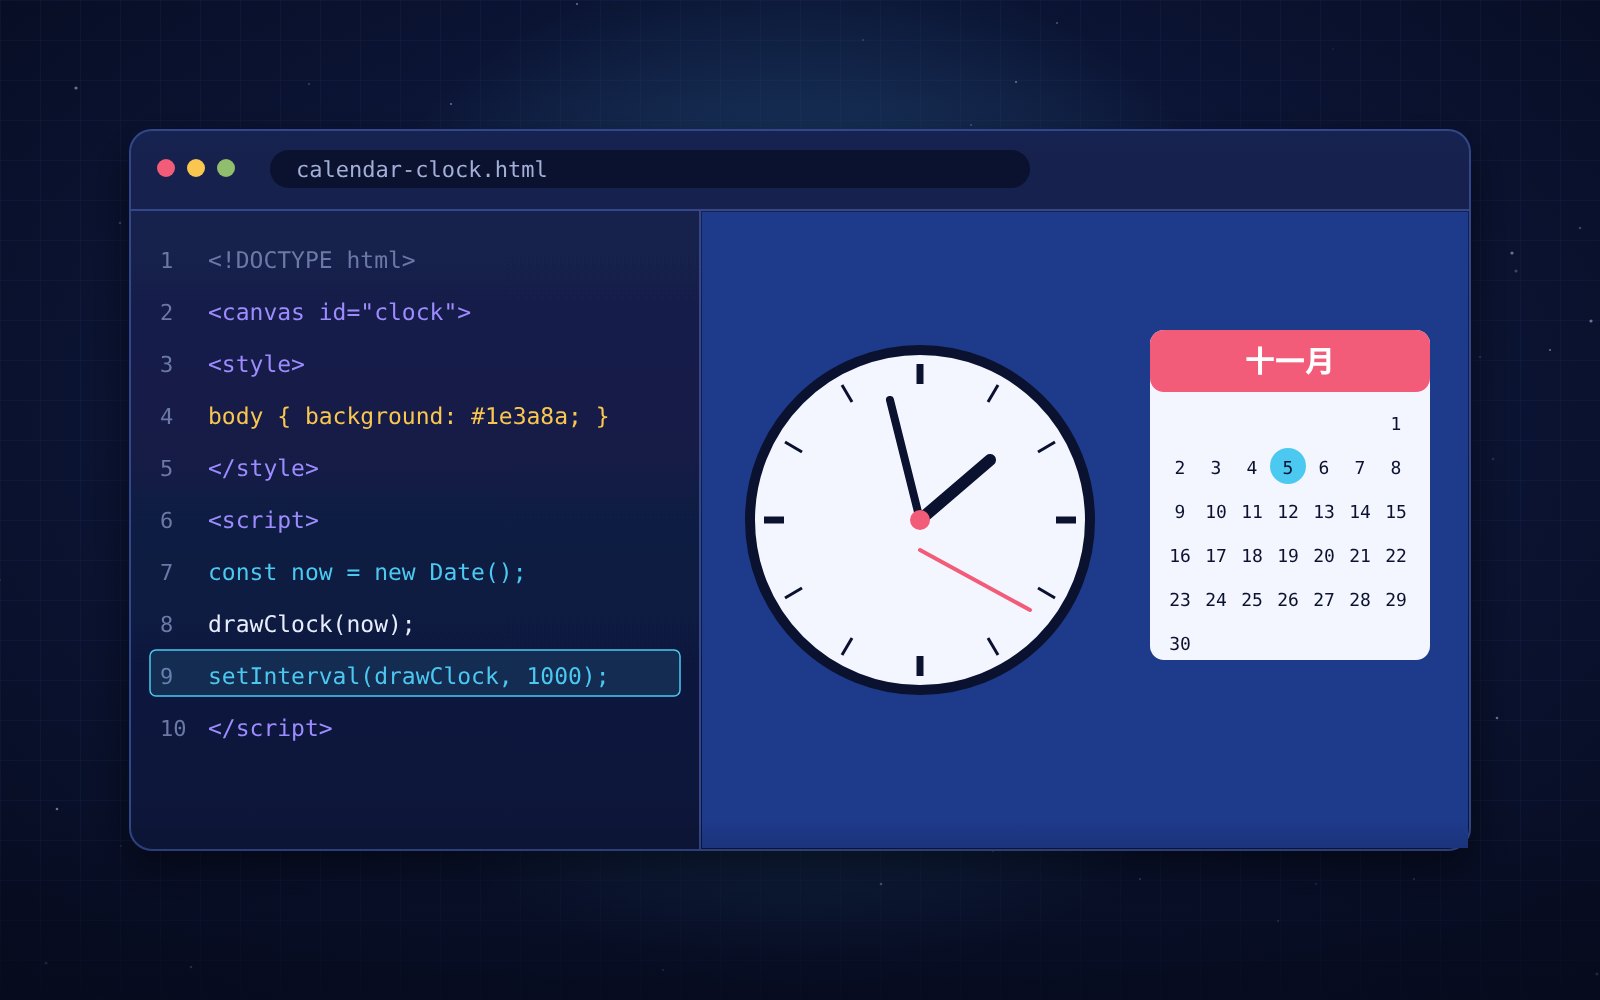 calendar-clock.html
1 <!DOCTYPE html>
2 <canvas id="clock">
3 <style>
4 body { background: #1e3a8a; }
5 </style>
6 <script>
7 const now = new Date();
8 drawClock(now);
9 setInterval(drawClock, 1000);
10 </script>
十一月
1
2 3 4 5 6 7 8
9 10 11 12 13 14 15
16 17 18 19 20 21 22
23 24 25 26 27 28 29
30